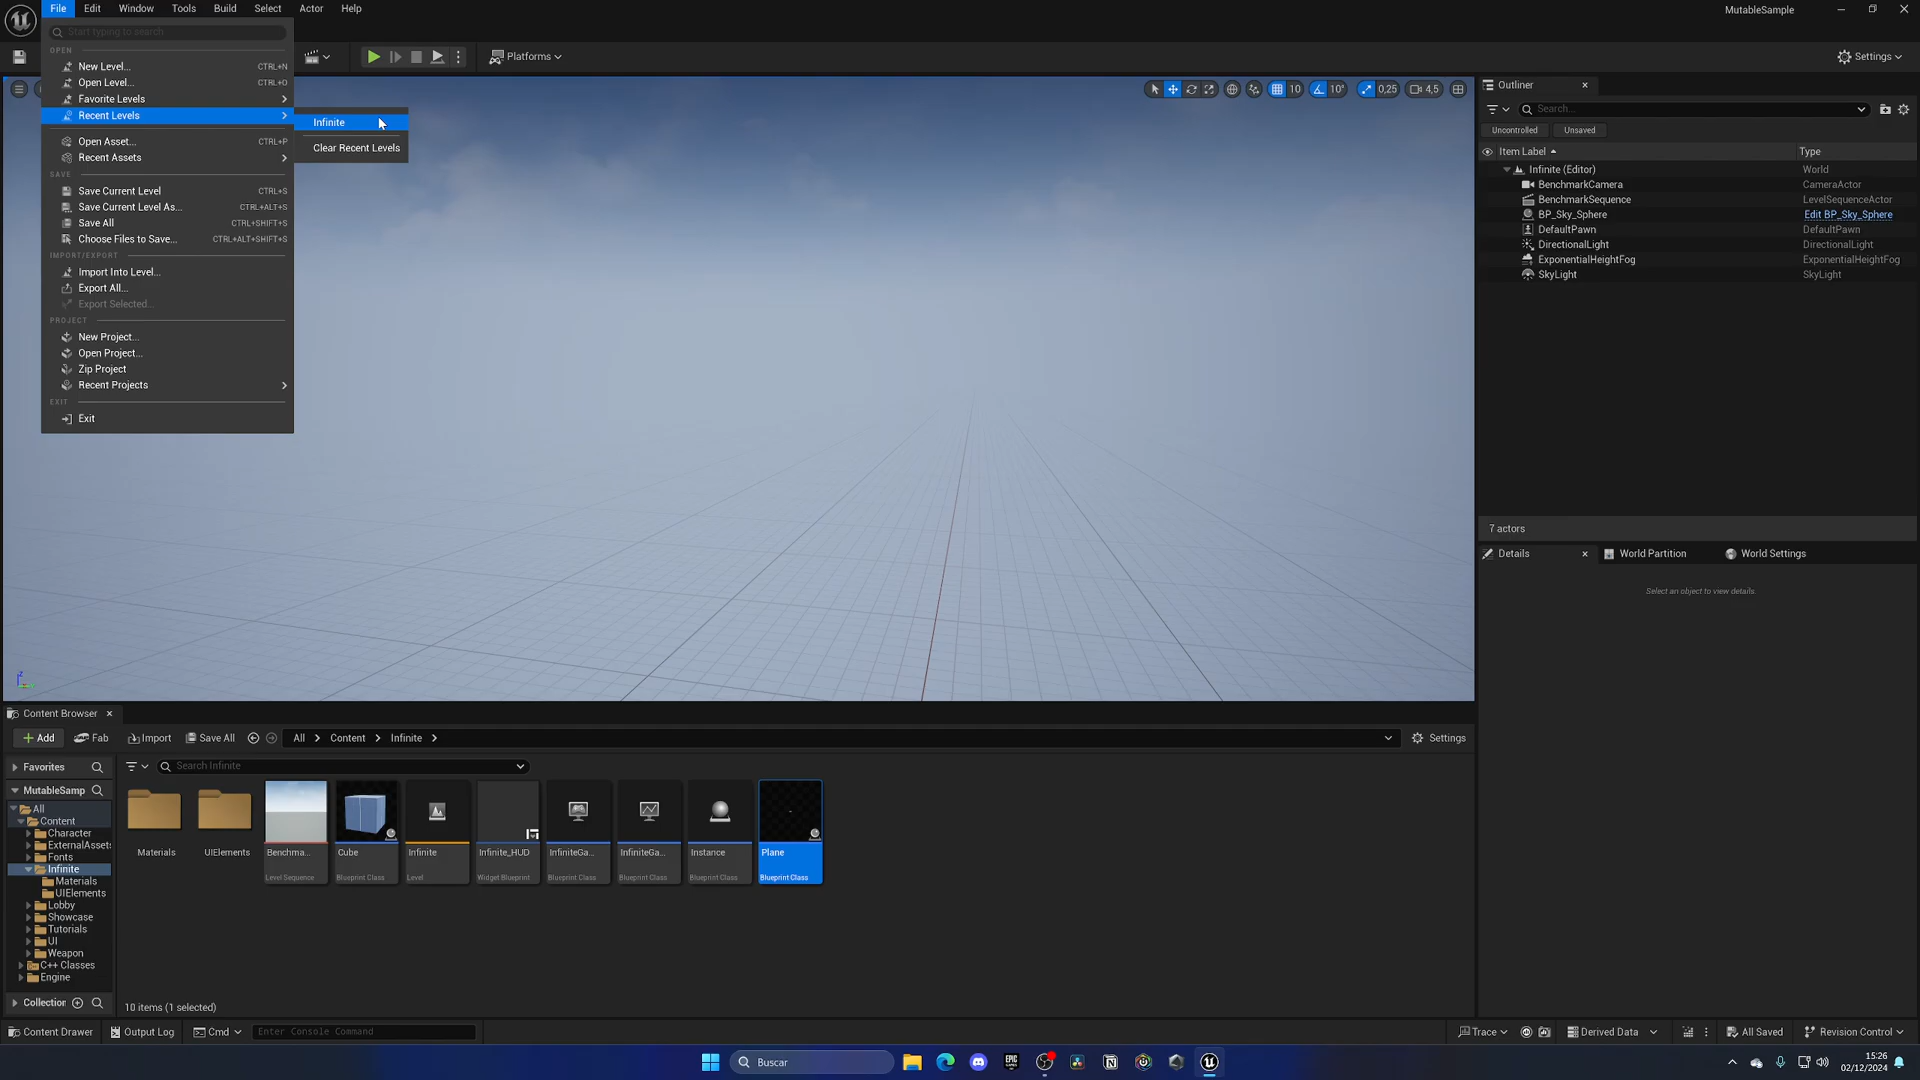 File Edit Window Tools Build Select Actor Help
MutableSample
Start typing to search
OPEN
New Level... CTRL+N
Open Level... CTRL+O
Favorite Levels
Recent Levels
Open Asset... CTRL+P
Recent Assets
SAVE
Save Current Level CTRL+S
Save Current Level As... CTRL+ALT+S
Save All CTRL+SHIFT+S
Choose Files to Save... CTRL+ALT+SHIFT+S
IMPORT/EXPORT
Import Into Level...
Export All...
Export Selected...
PROJECT
New Project...
Open Project...
Zip Project
Recent Projects
EXIT
Exit
Infinite
Clear Recent Levels
Platforms
Settings
10 10° 0,25 4,5
Outliner
Search...
Uncontrolled Unsaved
Item Label Type
Infinite (Editor) World
BenchmarkCamera CameraActor
BenchmarkSequence LevelSequenceActor
BP_Sky_Sphere Edit BP_Sky_Sphere
DefaultPawn DefaultPawn
DirectionalLight DirectionalLight
ExponentialHeightFog ExponentialHeightFog
SkyLight SkyLight
7 actors
Details World Partition World Settings
Select an object to view details.
Content Browser
Add Fab Import Save All All Content Infinite Settings
Favorites
Search Infinite
MutableSamp
All
Content
Character
ExternalAssets
Fonts
Infinite
Materials
UIElements
Lobby
Showcase
Tutorials
UI
Weapon
C++ Classes
Engine
Collection
Materials
UIElements
Benchma...
Level Sequence
Cube
Blueprint Class
Infinite
Level
Infinite_HUD
Widget Blueprint
InfiniteGa...
Blueprint Class
InfiniteGa...
Blueprint Class
Instance
Blueprint Class
Plane
Blueprint Class
10 items (1 selected)
Content Drawer Output Log Cmd Enter Console Command Trace Derived Data All Saved Revision Control
Buscar
EPIC GAMES
15:26
02/12/2024